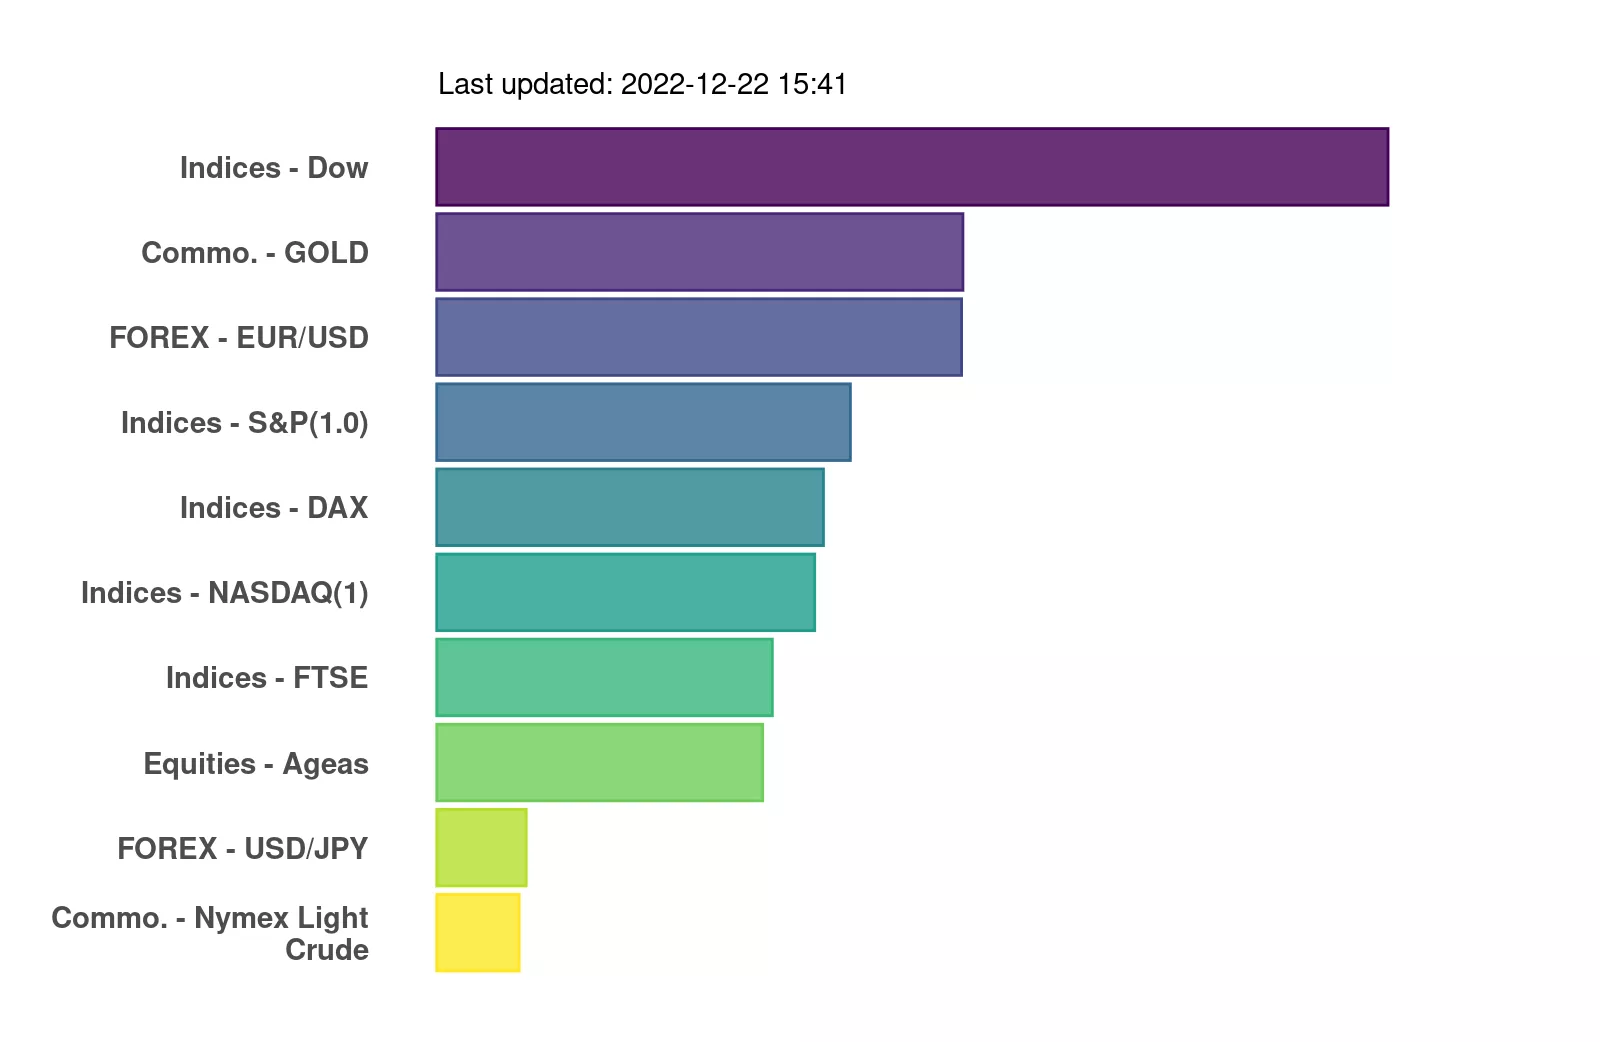 Last updated: 2022-12-22 15:41
Indices - Dow
Commo. - GOLD
FOREX - EUR/USD
Indices - S&P(1.0)
Indices - DAX
Indices - NASDAQ(1)
Indices - FTSE
Equities - Ageas
FOREX - USD/JPY
Commo. - Nymex Light
Crude